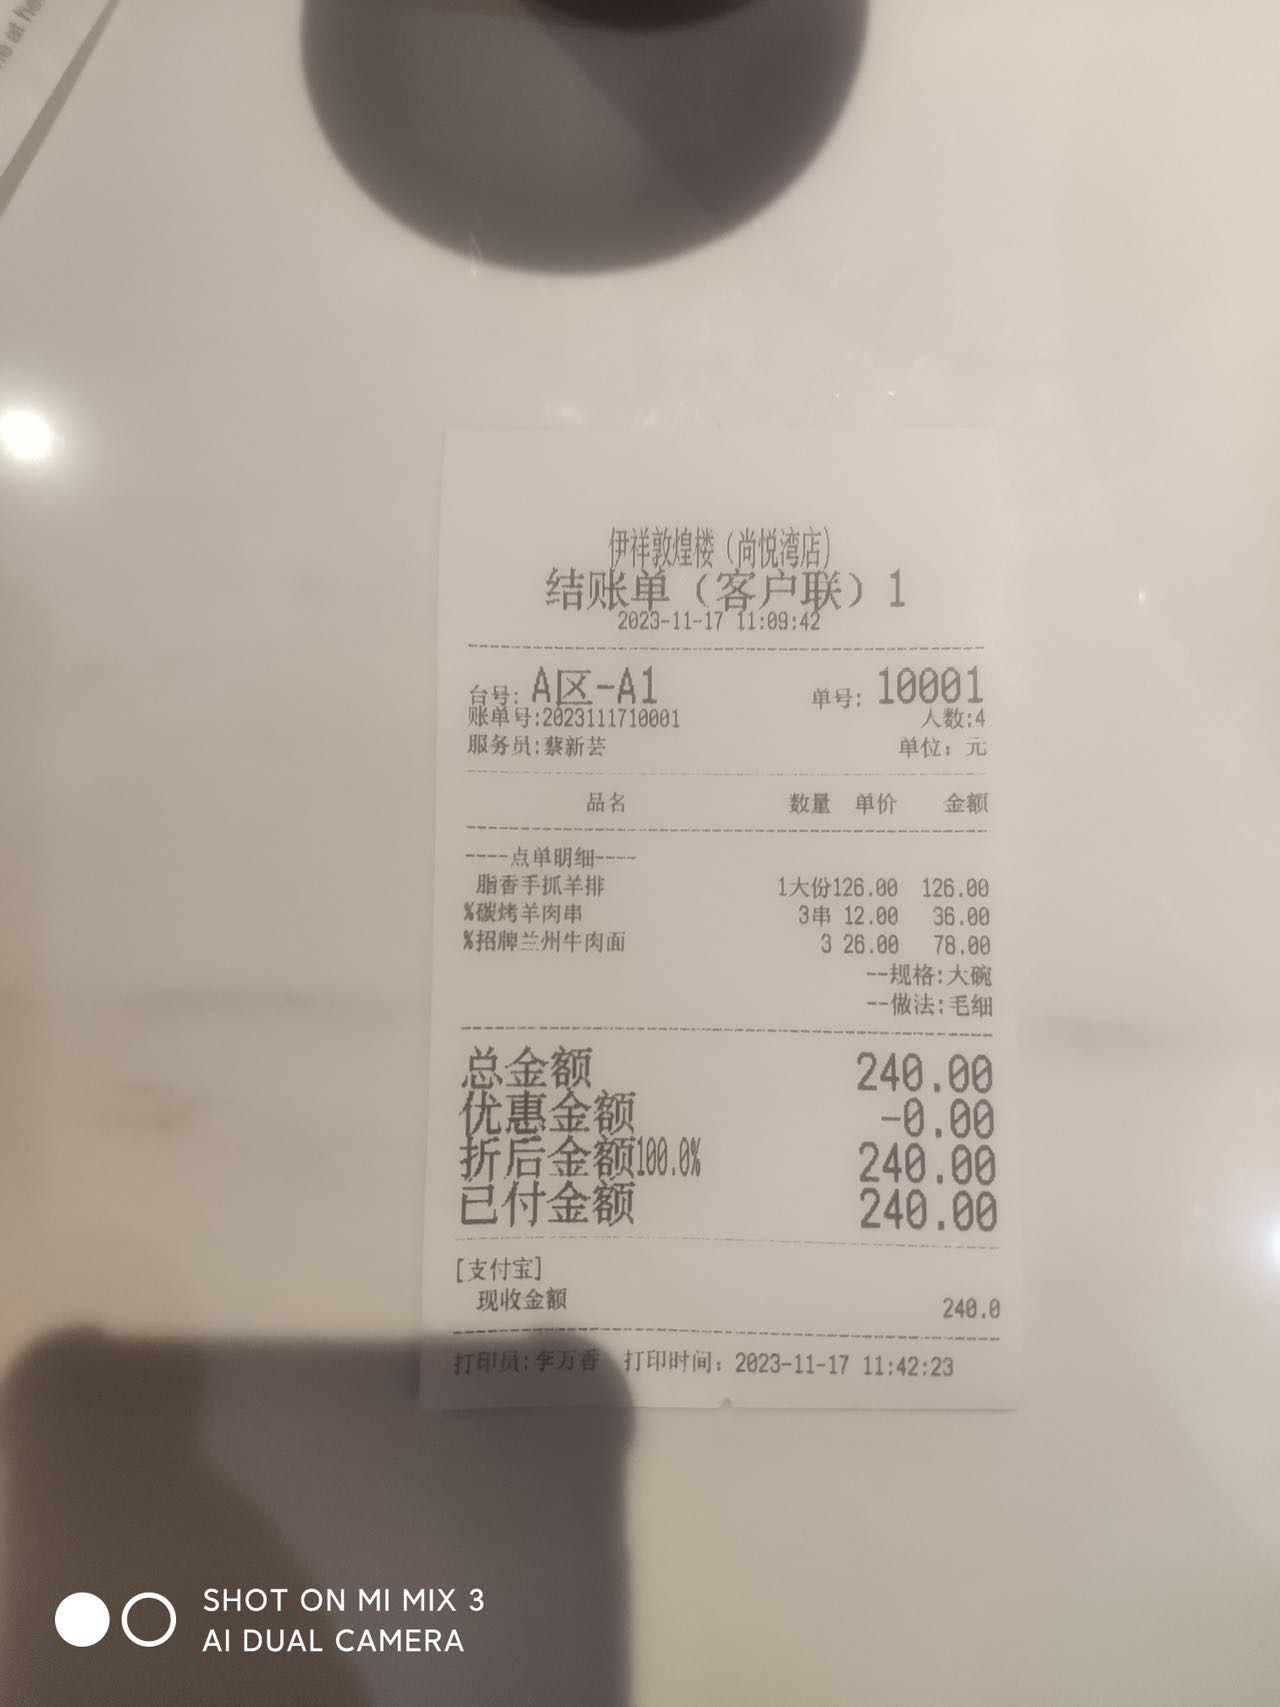 at
伊祥敦煌楼（尚悦湾店）
结账单（客户联）1
2023-11-17 11:09:42
台号: A区-A1 单号: 10001
账单号:2023111710001 人数:4
服务员:蔡新芸 单位: 元
品名 数量 单价 金额
----点单明细----
脂香手抓羊排 1大份126.00 126.00
%碳烤羊肉串 3串 12.00 36.00
%招牌兰州牛肉面 3 26.00 78.00
--规格:大碗
--做法:毛细
总金额 240.00
优惠金额 -0.00
折后金额100.0% 240.00
已付金额 240.00
[支付宝]
现收金额 240.0
打印员:李万香 打印时间: 2023-11-17 11:42:23
SHOT ON MI MIX 3
AI DUAL CAMERA